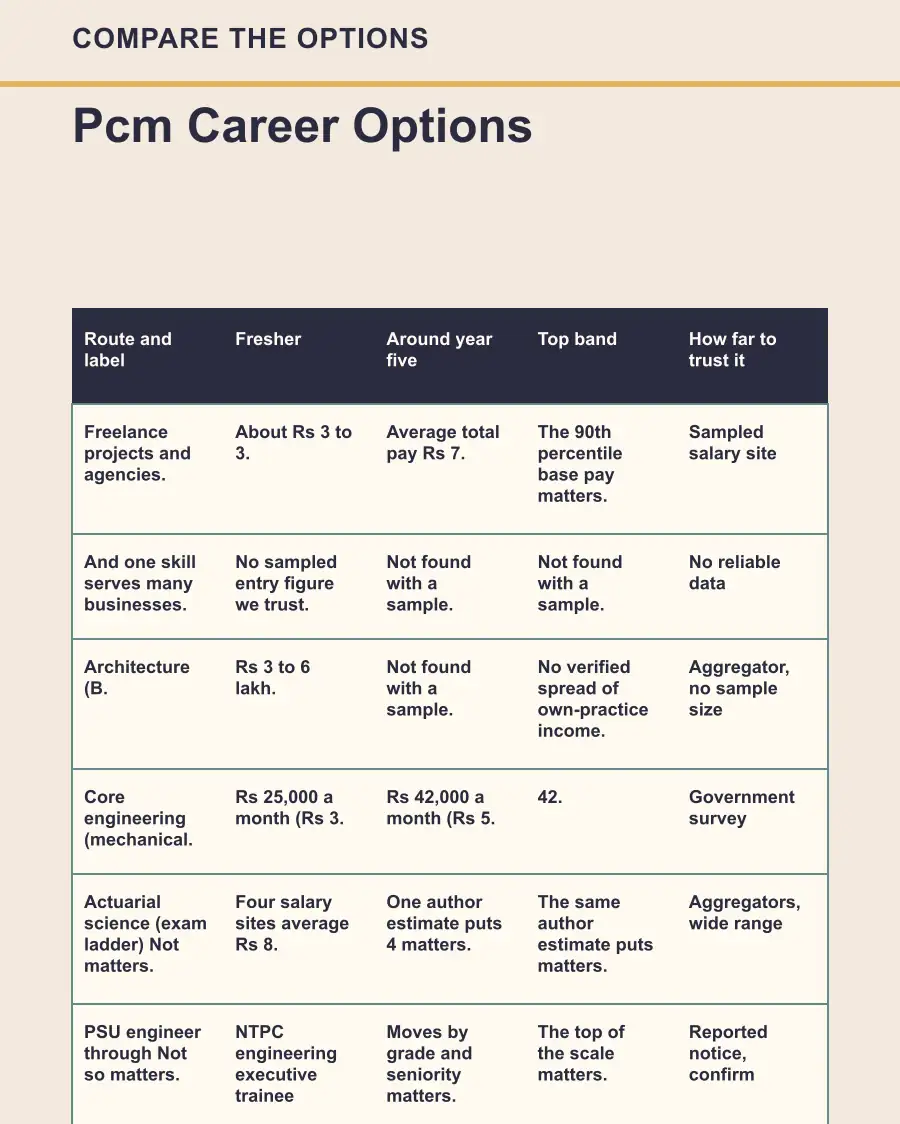 COMPARE THE OPTIONS
Pcm Career Options
Route and
label
Fresher
Around year
five
Top band
How far to
trust it
Freelance
projects and
agencies.
About Rs 3 to
3.
Average total
pay Rs 7.
The 90th
percentile
base pay
matters.
Sampled
salary site
And one skill
serves many
businesses.
No sampled
entry figure
we trust.
Not found
with a
sample.
Not found
with a
sample.
No reliable
data
Architecture
(B.
Rs 3 to 6
lakh.
Not found
with a
sample.
No verified
spread of
own-practice
income.
Aggregator,
no sample
size
Core
engineering
(mechanical.
Rs 25,000 a
month (Rs 3.
Rs 42,000 a
month (Rs 5.
42.
Government
survey
Actuarial
science (exam
ladder) Not
matters.
Four salary
sites average
Rs 8.
One author
estimate puts
4 matters.
The same
author
estimate puts
matters.
Aggregators,
wide range
PSU engineer
through Not
so matters.
NTPC
engineering
executive
trainee
Moves by
grade and
seniority
matters.
The top of
the scale
matters.
Reported
notice,
confirm